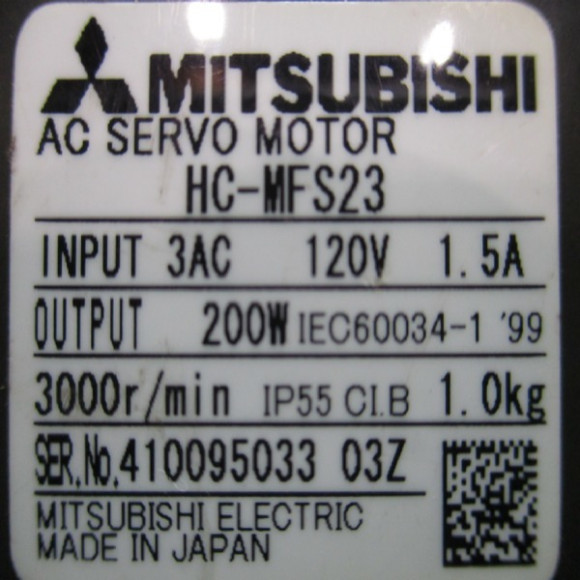 MITSUBISHI
AC SERVO MOTOR
HC-MFS23
INPUT 3AC 120V 1.5A
OUTPUT 200W IEC60034-1 '99
3000r/min IP55 CI.B 1.0kg
SER.No.410095033 03Z
MITSUBISHI ELECTRIC
MADE IN JAPAN